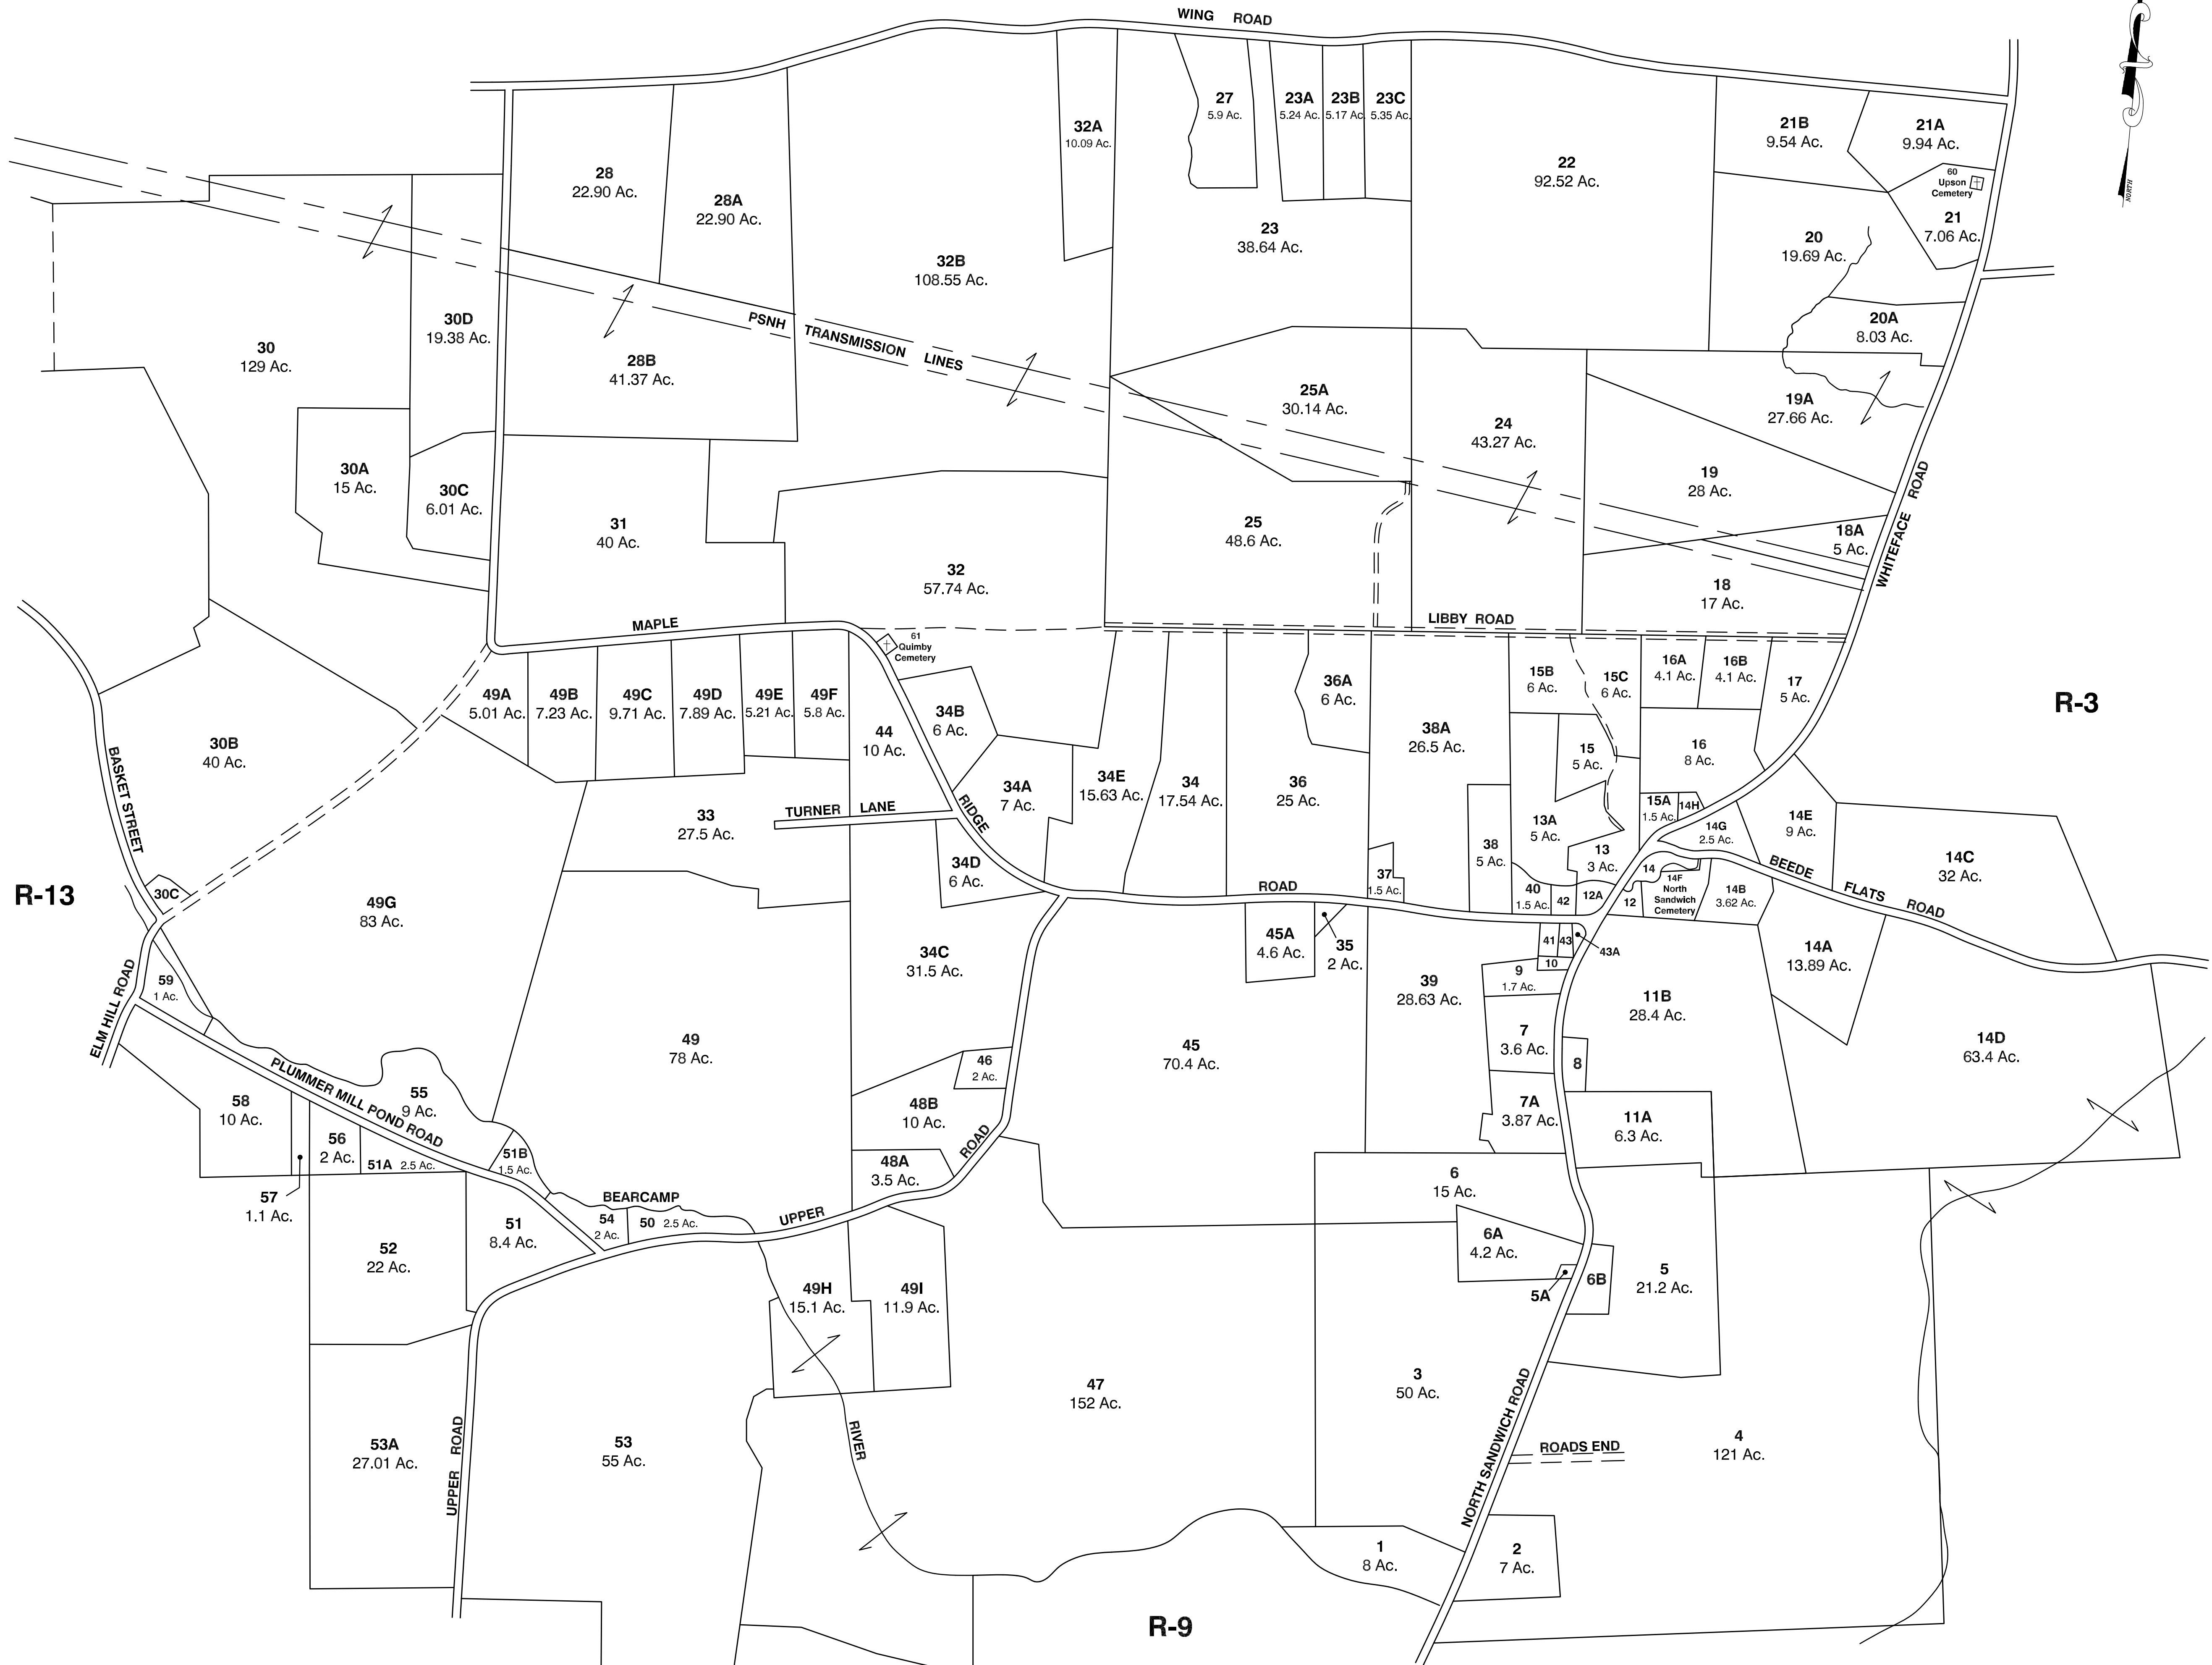 WING ROAD
NORTH
27
5.9 Ac.
23A
5.24 Ac.
23B
5.17 Ac.
23C
5.35 Ac.
32A
10.09 Ac.
21B
9.54 Ac.
21A
9.94 Ac.
60
Upson
Cemetery
28
22.90 Ac.
28A
22.90 Ac.
22
92.52 Ac.
21
7.06 Ac.
23
38.64 Ac.
20
19.69 Ac.
32B
108.55 Ac.
30D
19.38 Ac.
20A
8.03 Ac.
PSNH TRANSMISSION LINES
30
129 Ac.
28B
41.37 Ac.
25A
30.14 Ac.
19A
27.66 Ac.
24
43.27 Ac.
30A
15 Ac.
30C
6.01 Ac.
19
28 Ac.
WHITEFACE ROAD
31
40 Ac.
25
48.6 Ac.
18A
5 Ac.
32
57.74 Ac.
18
17 Ac.
MAPLE
LIBBY ROAD
61
Quimby
Cemetery
49A
5.01 Ac.
49B
7.23 Ac.
49C
9.71 Ac.
49D
7.89 Ac.
49E
5.21 Ac.
49F
5.8 Ac.
44
10 Ac.
34B
6 Ac.
36A
6 Ac.
38A
26.5 Ac.
15B
6 Ac.
15C
6 Ac.
16A
4.1 Ac.
16B
4.1 Ac.
17
5 Ac.
R-3
30B
40 Ac.
BASKET STREET
15
5 Ac.
16
8 Ac.
34A
7 Ac.
34E
15.63 Ac.
34
17.54 Ac.
36
25 Ac.
33
27.5 Ac.
TURNER LANE
RIDGE
13A
5 Ac.
15A
1.5 Ac.
14H
14G
2.5 Ac.
14E
9 Ac.
34D
6 Ac.
38
5 Ac.
13
3 Ac.
14
14F
North
Sandwich
Cemetery
14B
3.62 Ac.
BEEDE FLATS ROAD
14C
32 Ac.
37
1.5 Ac.
ROAD
40
1.5 Ac.
42
12A
12
R-13
30C
49G
83 Ac.
45A
4.6 Ac.
35
2 Ac.
41
43
43A
10
14A
13.89 Ac.
34C
31.5 Ac.
59
1 Ac.
ELM HILL ROAD
39
28.63 Ac.
9
1.7 Ac.
11B
28.4 Ac.
49
78 Ac.
45
70.4 Ac.
7
3.6 Ac.
8
14D
63.4 Ac.
46
2 Ac.
PLUMMER MILL POND ROAD
55
9 Ac.
58
10 Ac.
48B
10 Ac.
7A
3.87 Ac.
11A
6.3 Ac.
56
2 Ac.
51A 2.5 Ac.
51B
1.5 Ac.
48A
3.5 Ac.
ROAD
6
15 Ac.
57
1.1 Ac.
BEARCAMP
UPPER
54
2 Ac.
50 2.5 Ac.
51
8.4 Ac.
52
22 Ac.
6A
4.2 Ac.
5A
6B
5
21.2 Ac.
49H
15.1 Ac.
49I
11.9 Ac.
3
50 Ac.
47
152 Ac.
RIVER
53A
27.01 Ac.
UPPER ROAD
53
55 Ac.
NORTH SANDWICH ROAD
ROADS END
4
121 Ac.
1
8 Ac.
2
7 Ac.
R-9